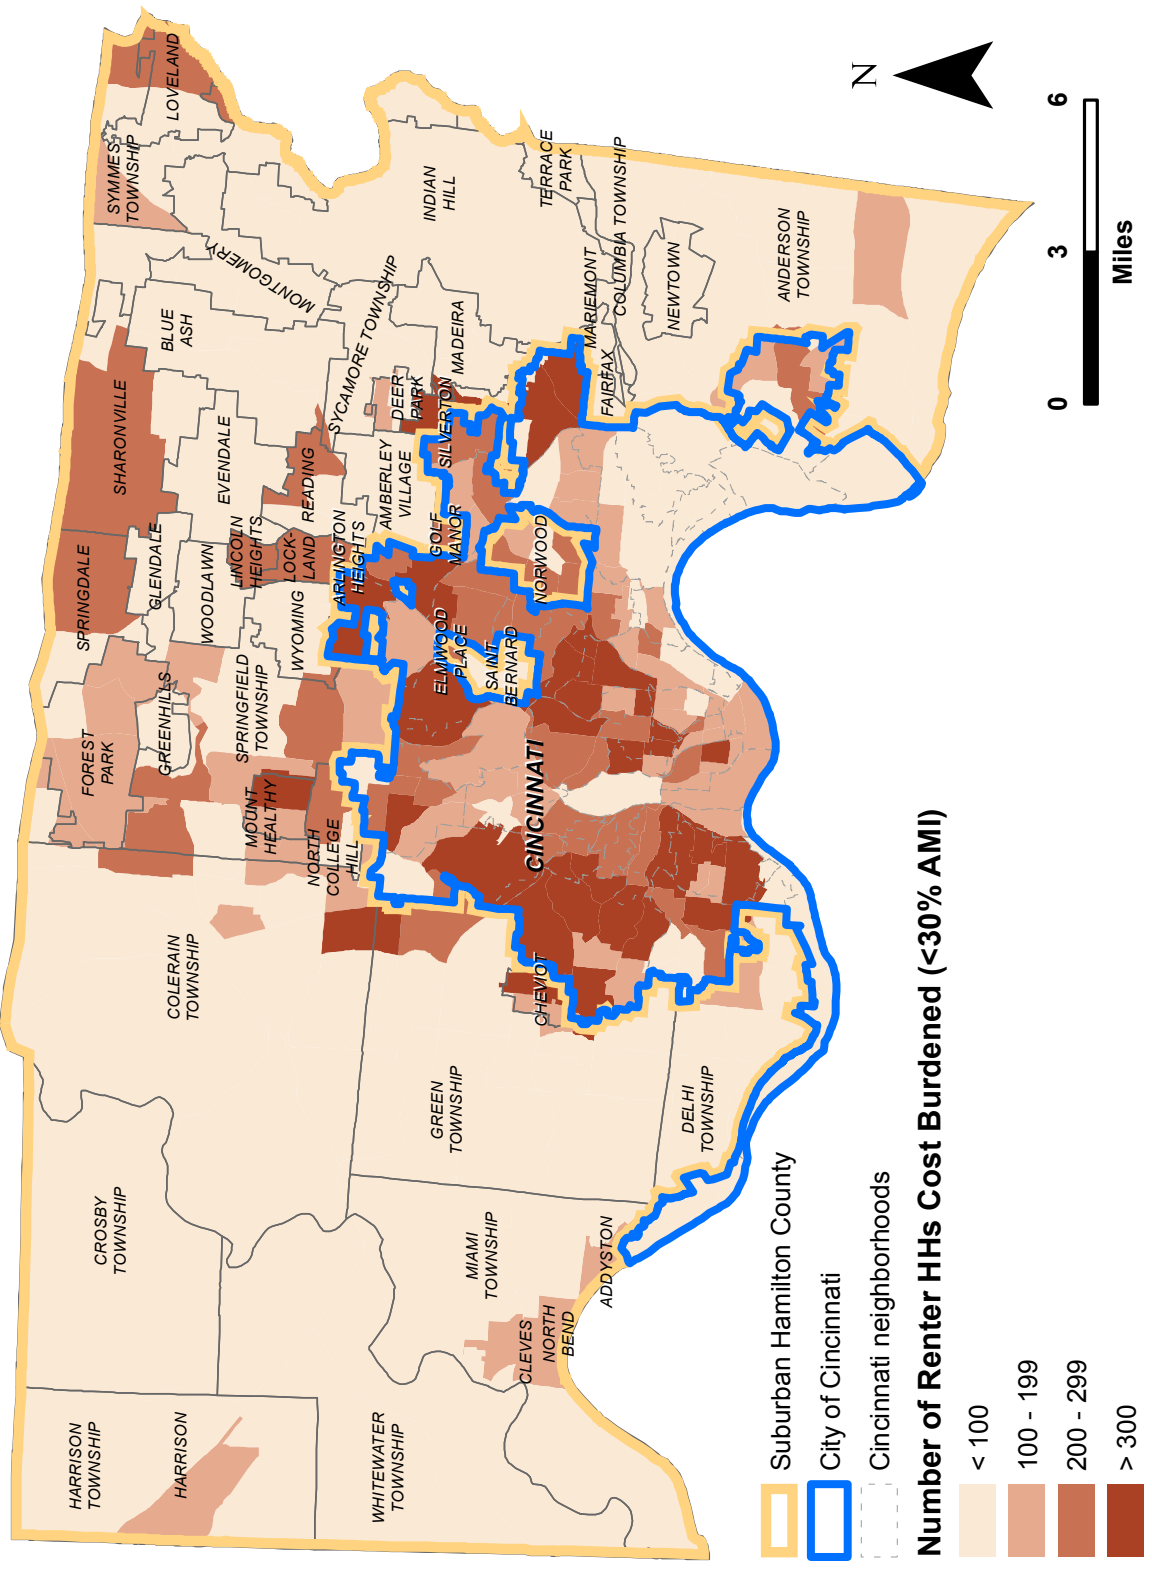 HARRISON
TOWNSHIP
HARRISON
WHITEWATER
TOWNSHIP
CROSBY
TOWNSHIP
MIAMI
TOWNSHIP
CLEVES
NORTH
BEND
ADDYSTON
COLERAIN
TOWNSHIP
GREEN
TOWNSHIP
DELHI
TOWNSHIP
CHEVIOT
FOREST
PARK
GREENHILLS
SPRINGFIELD
TOWNSHIP
MOUNT
HEALTHY
NORTH
COLLEGE
HILL
CINCINNATI
SPRINGDALE
GLENDALE
WOODLAWN
LINCOLN
HEIGHTS
WYOMING
LOCK-
LAND
READING
ARLINGTON
HEIGHTS
ELMWOOD
PLACE
SAINT
BERNARD
SHARONVILLE
EVENDALE
BLUE
ASH
AMBERLEY
VILLAGE
GOLF
MANOR
NORWOOD
SYCAMORE TOWNSHIP
DEER
PARK
SILVERTON
MADEIRA
MONTGOMERY
SYMMES
TOWNSHIP
LOVELAND
INDIAN
HILL
TERRACE
PARK
COLUMBIA TOWNSHIP
MARIEMONT
FAIRFAX
NEWTOWN
ANDERSON
TOWNSHIP
N
0 3 6
Miles
Suburban Hamilton County
City of Cincinnati
Cincinnati neighborhoods
Number of Renter HHs Cost Burdened (<30% AMI)
< 100
100 - 199
200 - 299
> 300